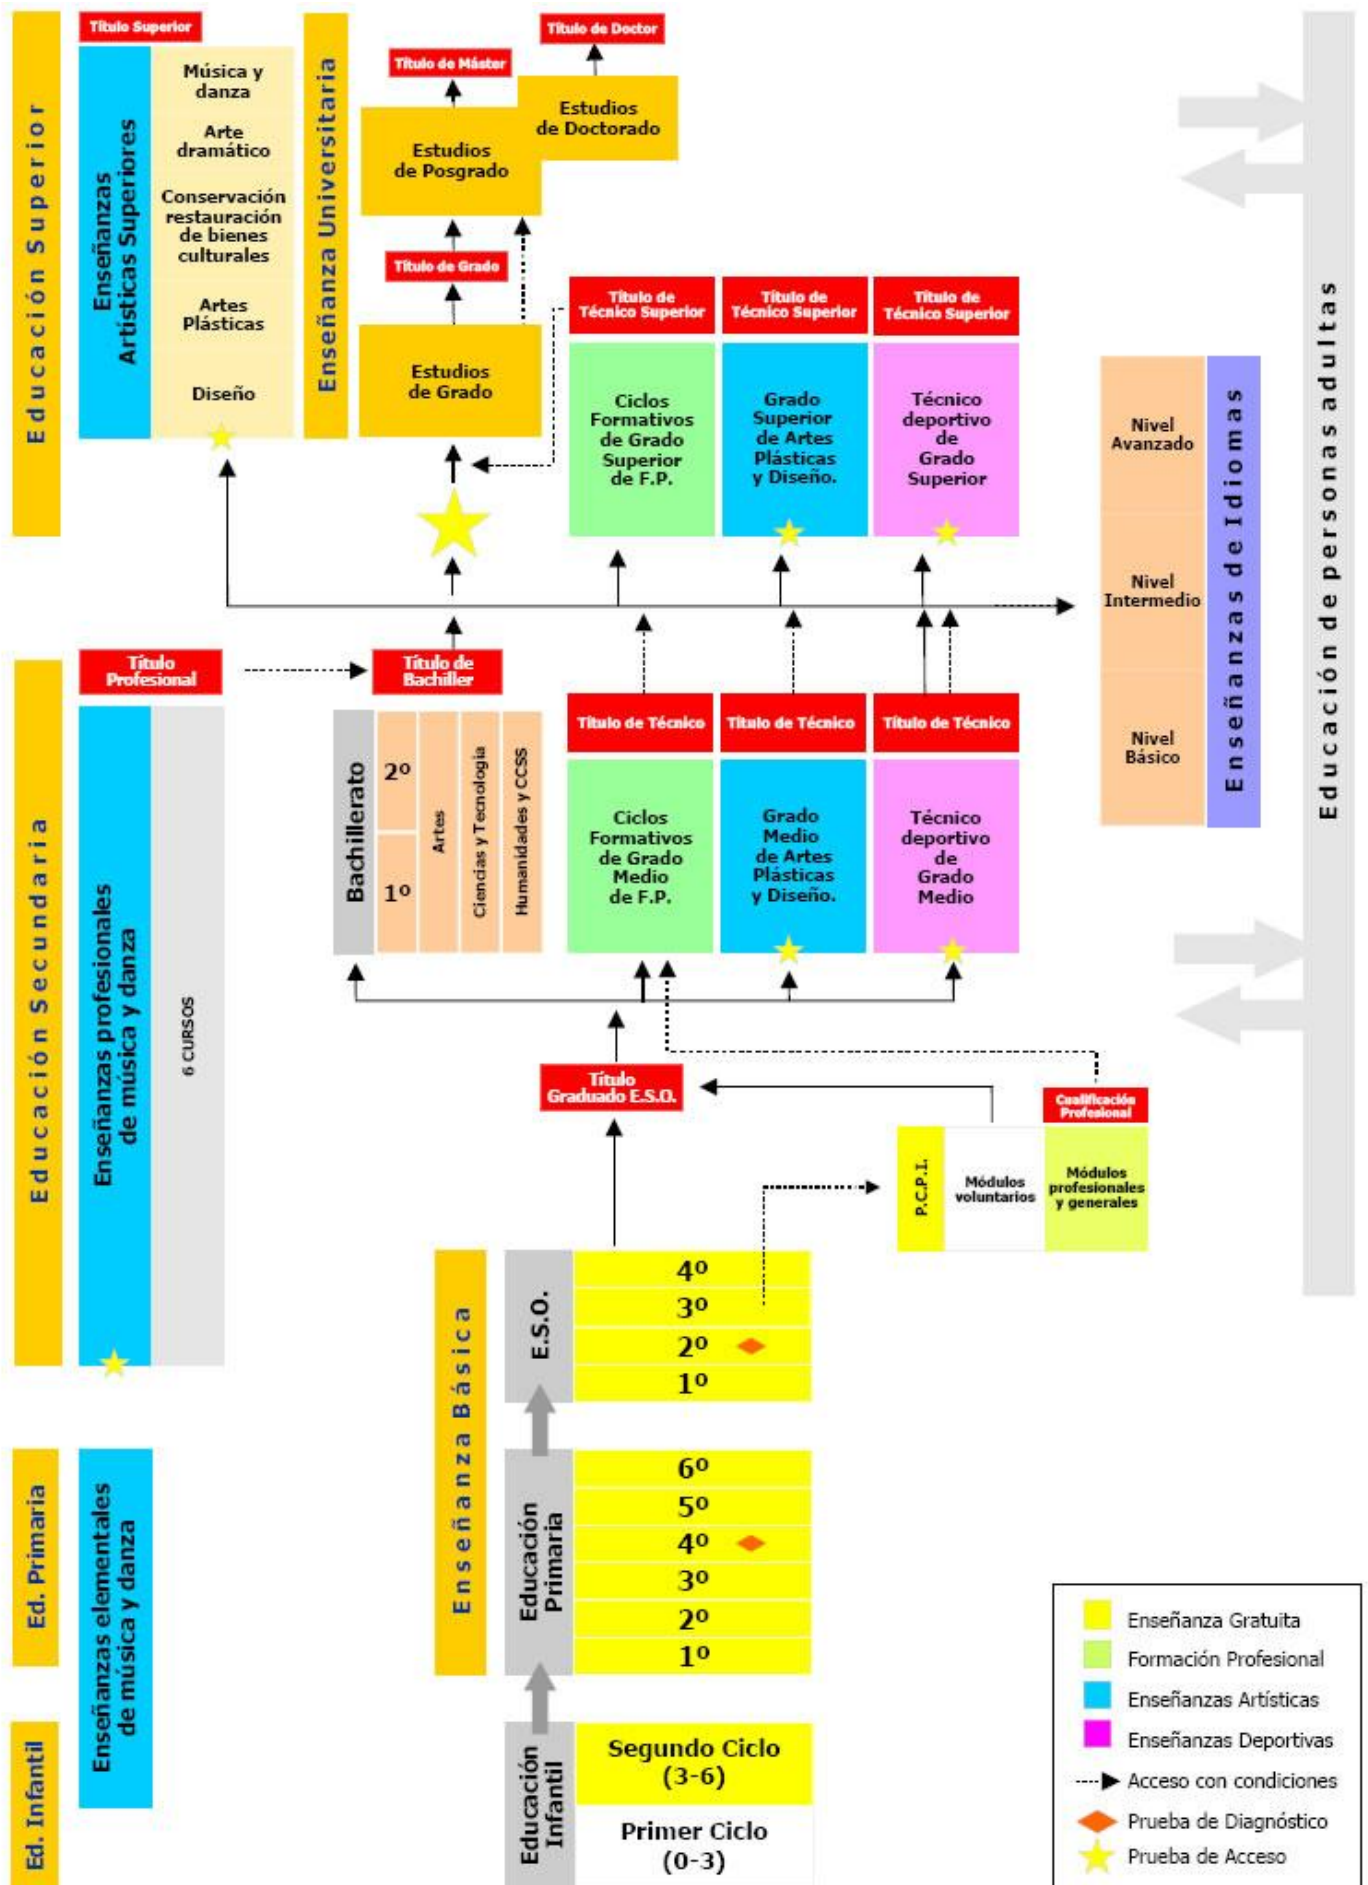 Educación Superior
Título Superior
Enseñanzas
Artísticas Superiores
Música y
danza
Arte
dramático
Conservación
restauración
de bienes
culturales
Artes
Plásticas
Diseño
Enseñanza Universitaria
Título de Doctor
Título de Máster
Estudios
de Doctorado
Estudios
de Posgrado
Título de Grado
Estudios
de Grado
Título de
Técnico Superior
Título de
Técnico Superior
Título de
Técnico Superior
Ciclos
Formativos
de Grado
Superior
de F.P.
Grado
Superior
de Artes
Plásticas
y Diseño.
Técnico
deportivo
de
Grado
Superior
Nivel
Avanzado
Nivel
Intermedio
Nivel
Básico
Enseñanzas de Idiomas
Educación de personas adultas
Educación Secundaria
Título
Profesional
Enseñanzas profesionales
de música y danza
6 CURSOS
Título de
Bachiller
Bachillerato
2º
1º
Artes
Ciencias y Tecnología
Humanidades y CCSS
Título de Técnico
Título de Técnico
Título de Técnico
Ciclos
Formativos
de Grado
Medio
de F.P.
Grado
Medio
de Artes
Plásticas
y Diseño.
Técnico
deportivo
de
Grado
Medio
Título
Graduado E.S.O.
Cualificación
Profesional
P.C.P.I.
Módulos
voluntarios
Módulos
profesionales
y generales
Enseñanza Básica
E.S.O.
4º
3º
2º
1º
Ed. Primaria
Enseñanzas elementales
de música y danza
Educación
Primaria
6º
5º
4º
3º
2º
1º
Ed. Infantil
Educación
Infantil
Segundo Ciclo
(3-6)
Primer Ciclo
(0-3)
Enseñanza Gratuita
Formación Profesional
Enseñanzas Artísticas
Enseñanzas Deportivas
Acceso con condiciones
Prueba de Diagnóstico
Prueba de Acceso